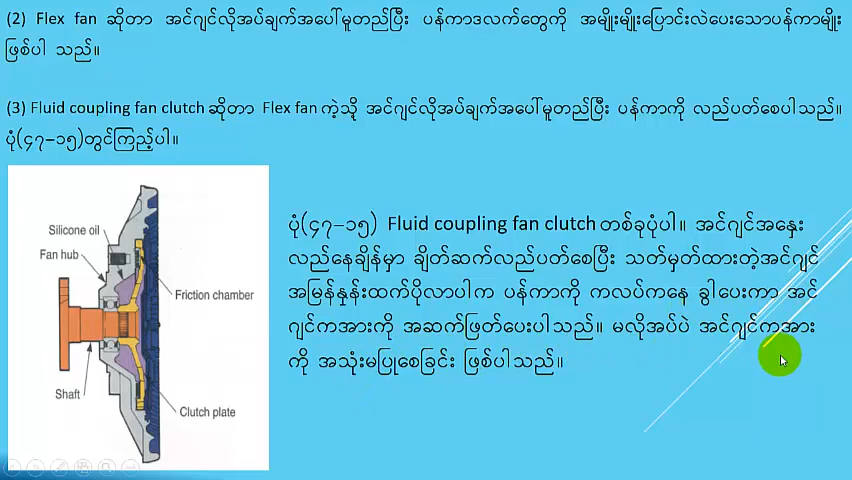 (2) Flex fan ဆိုတာ အင်ဂျင်လိုအပ်ချက်အပေါ်မူတည်ပြီး ပန်ကာဒလက်တွေကို အမျိုးမျိုးပြောင်းလဲပေးသောပန်ကာမျိုး
ဖြစ်ပါ သည်။
(3) Fluid coupling fan clutch ဆိုတာ Flex fan ကဲ့သို့ အင်ဂျင်လိုအပ်ချက်အပေါ်မူတည်ပြီး ပန်ကာကို လည်ပတ်စေပါသည်။
ပုံ(၄၇–၁၅)တွင်ကြည့်ပါ။
Silicone oil
Fan hub
Friction chamber
Shaft
Clutch plate
ပုံ(၄၇–၁၅) Fluid coupling fan clutch တစ်ခုပုံပါ။ အင်ဂျင်အနှေး
လည်နေချိန်မှာ ချိတ်ဆက်လည်ပတ်စေပြီး သတ်မှတ်ထားတဲ့အင်ဂျင်
အမြန်နှုန်းထက်ပိုလာပါက ပန်ကာကို ကလပ်ကနေ ခွါပေးကာ အင်
ဂျင်ကအားကို အဆက်ဖြတ်ပေးပါသည်။ မလိုအပ်ပဲ အင်ဂျင်ကအား
ကို အသုံးမပြုစေခြင်း ဖြစ်ပါသည်။